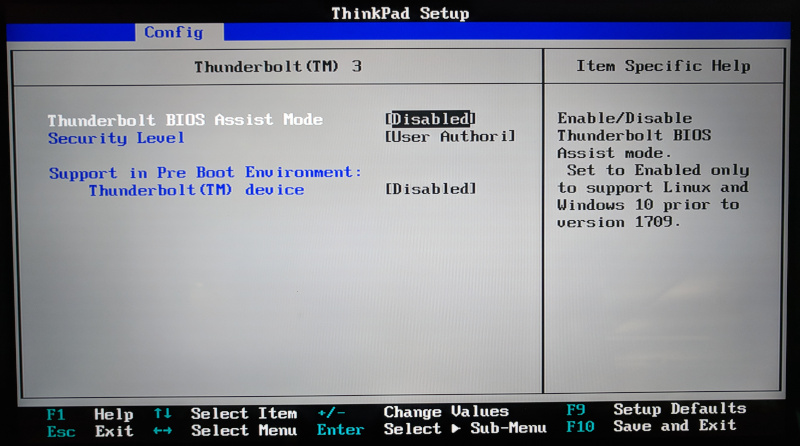 ThinkPad Setup
Config
Thunderbolt(TM) 3
Item Specific Help
Thunderbolt BIOS Assist Mode [Disabled]
Security Level [User Authori]
Support in Pre Boot Environment:
Thunderbolt(TM) device [Disabled]
Enable/Disable
Thunderbolt BIOS
Assist mode.
Set to Enabled only
to support Linux and
Windows 10 prior to
version 1709.
F1 Help ↑↓ Select Item +/- Change Values F9 Setup Defaults
Esc Exit ←→ Select Menu Enter Select ▶ Sub-Menu F10 Save and Exit